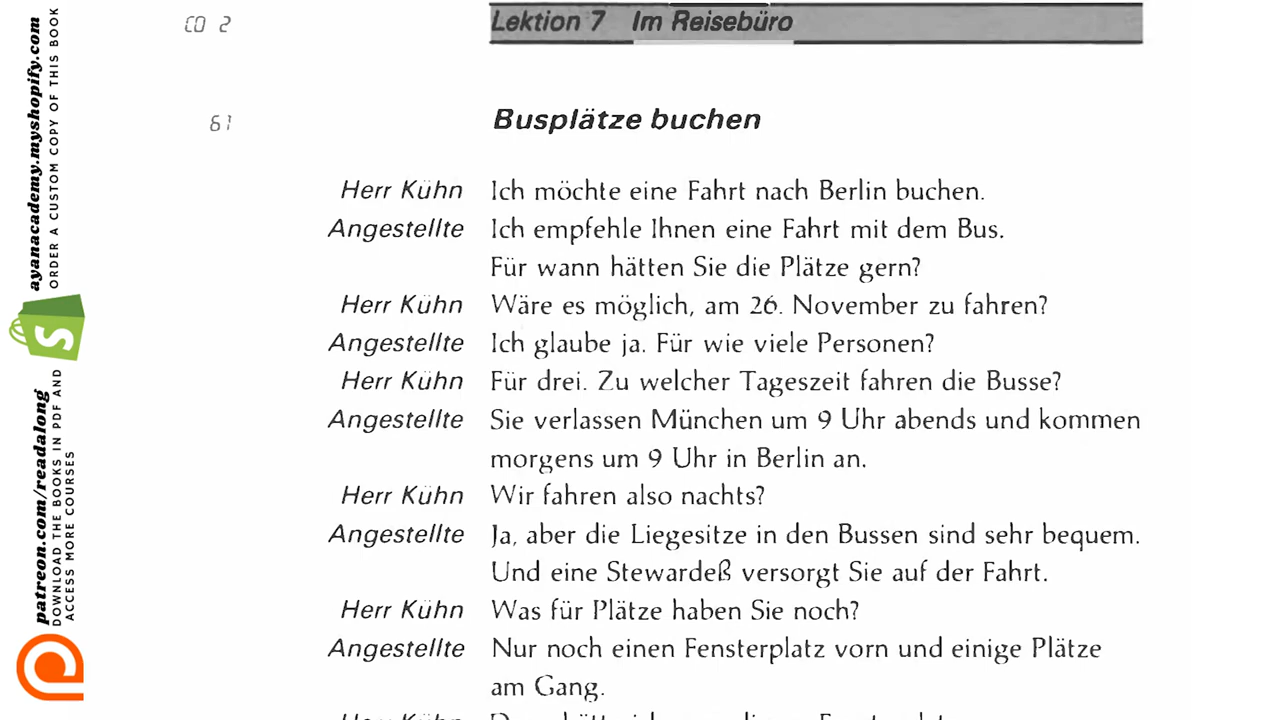 CD 2
Lektion 7 Im Reisebüro
61
Busplätze buchen
Herr Kühn Ich möchte eine Fahrt nach Berlin buchen.
Angestellte Ich empfehle Ihnen eine Fahrt mit dem Bus.
Für wann hätten Sie die Plätze gern?
Herr Kühn Wäre es möglich, am 26. November zu fahren?
Angestellte Ich glaube ja. Für wie viele Personen?
Herr Kühn Für drei. Zu welcher Tageszeit fahren die Busse?
Angestellte Sie verlassen München um 9 Uhr abends und kommen
morgens um 9 Uhr in Berlin an.
Herr Kühn Wir fahren also nachts?
Angestellte Ja, aber die Liegesitze in den Bussen sind sehr bequem.
Und eine Stewardeß versorgt Sie auf der Fahrt.
Herr Kühn Was für Plätze haben Sie noch?
Angestellte Nur noch einen Fensterplatz vorn und einige Plätze
am Gang.
ayanacademy.myshopify.com
ORDER A CUSTOM COPY OF THIS BOOK
patreon.com/readalong
DOWNLOAD THE BOOKS IN PDF AND
ACCESS MORE COURSES